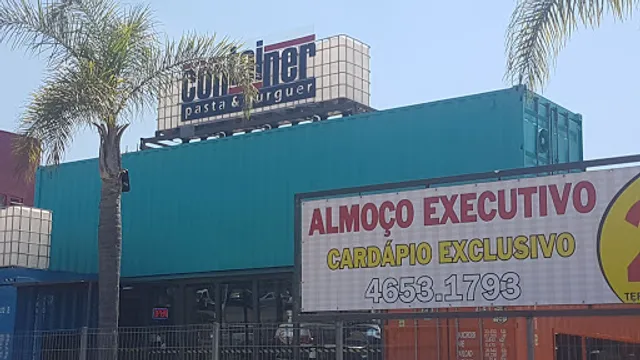 container
pasta & burguer
ALMOÇO EXECUTIVO
CARDÁPIO EXCLUSIVO
4653.1793